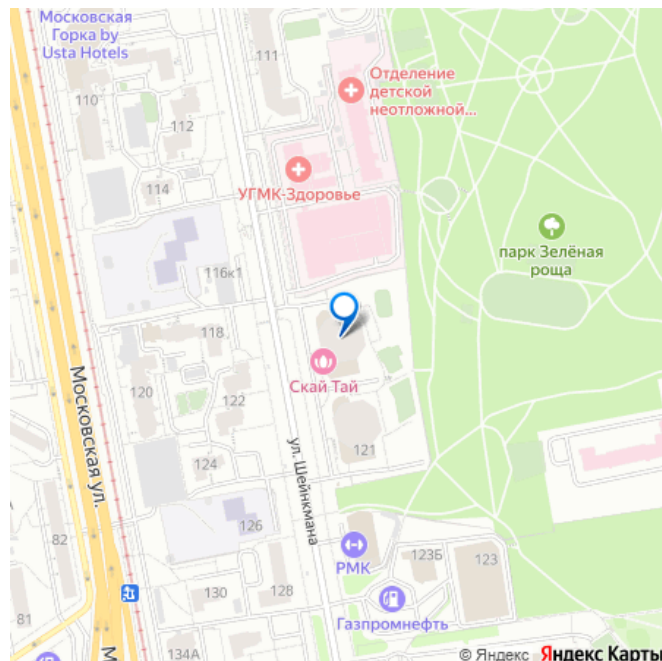 Московская
Горка by
Usta Hotels
111
110
112
Отделение
детской
неотложной...
114
УГМК-Здоровье
парк Зелёная
роща
116к1
118
Скай Тай
120
122
Московская ул.
ул. Шейнкмана
121
124
126
82
РМК
123Б
123
130
128
81
Газпромнефть
134А
М
© Яндекс Яндекс Карты